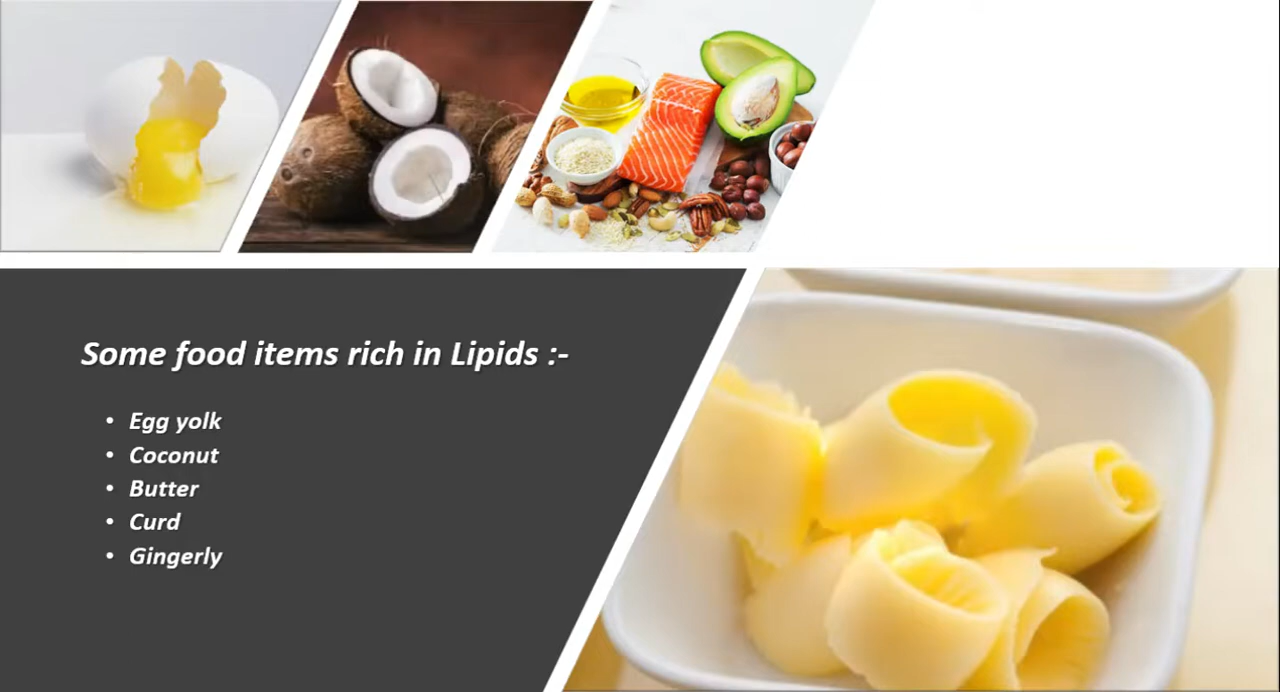 Some food items rich in Lipids :-
• Egg yolk
• Coconut
• Butter
• Curd
• Gingerly